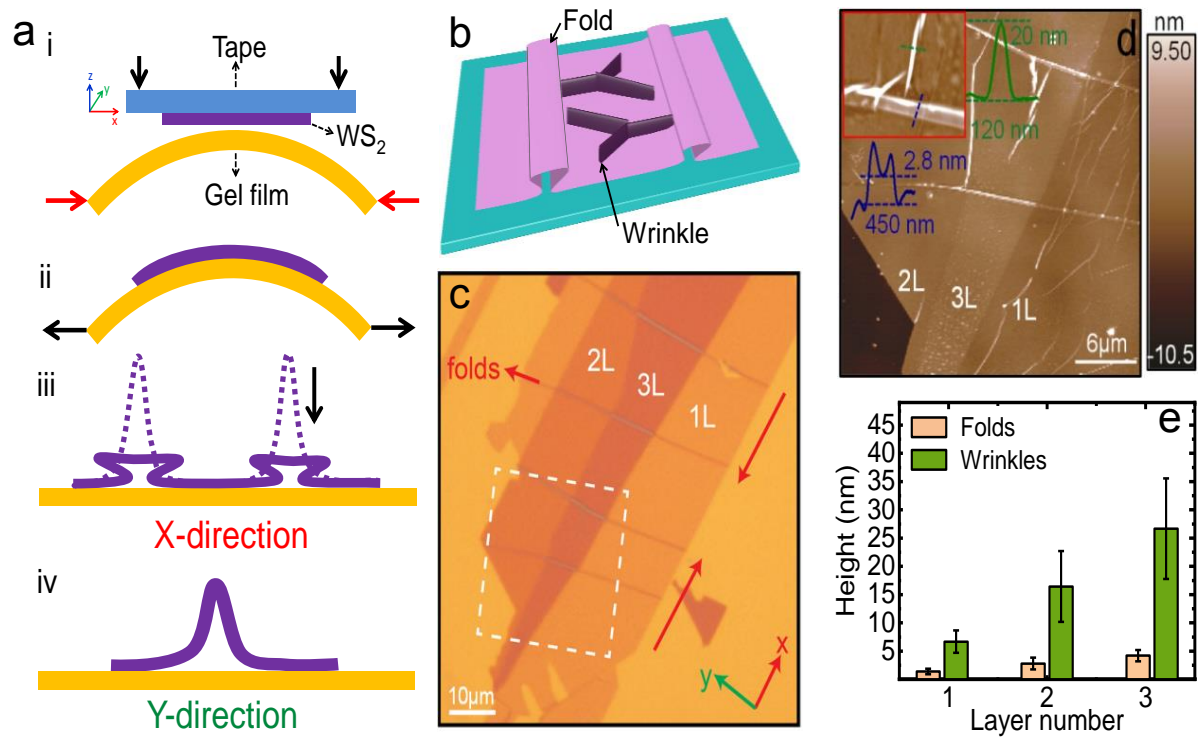 a
i
Tape
z
y
x
WS2
Gel film
ii
iii
X-direction
iv
Y-direction
b
Fold
Wrinkle
c
2L
folds
3L
1L
x
y
10μm
d
nm
20 nm
9.50
120 nm
2.8 nm
450 nm
2L
3L
1L
6μm
-10.5
e
45
Folds
40
Wrinkles
35
30
25
20
15
10
5
Height (nm)
1 2 3
Layer number